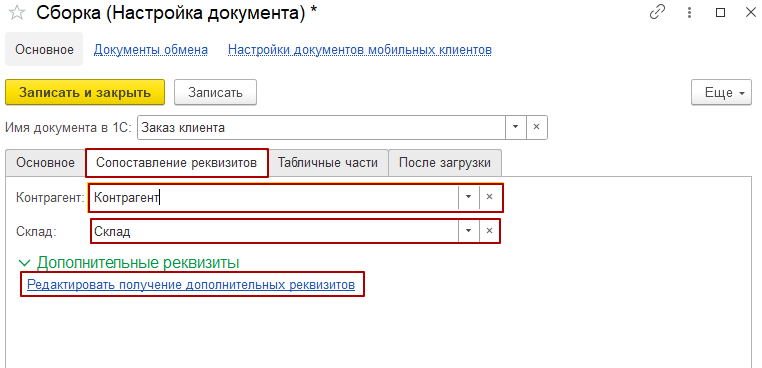 Сборка (Настройка документа) *
Основное Документы обмена Настройки документов мобильных клиентов
Записать и закрыть Записать Еще
Имя документа в 1С: Заказ клиента
Основное Сопоставление реквизитов Табличные части После загрузки
Контрагент: Контрагент
Склад: Склад
Дополнительные реквизиты
Редактировать получение дополнительных реквизитов